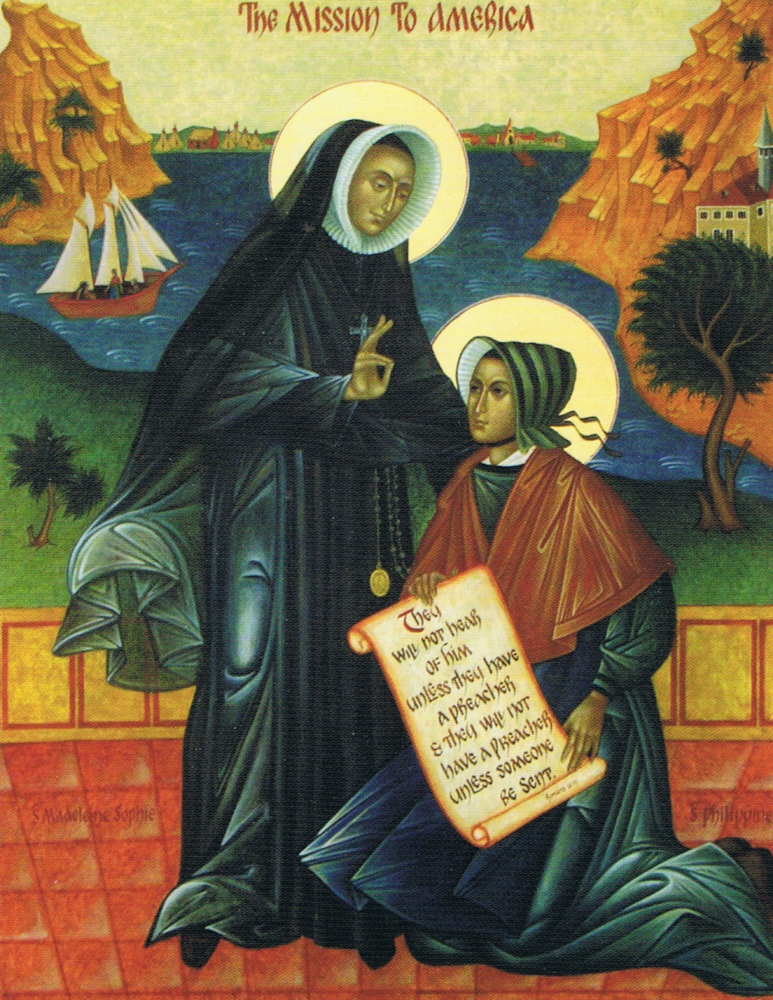 The Mission To America
They
will not hear
of him
unless they have
a preacher
& they will not
have a Preacher
unless someone
be sent.
S Madeleine Sophie
S Philippine